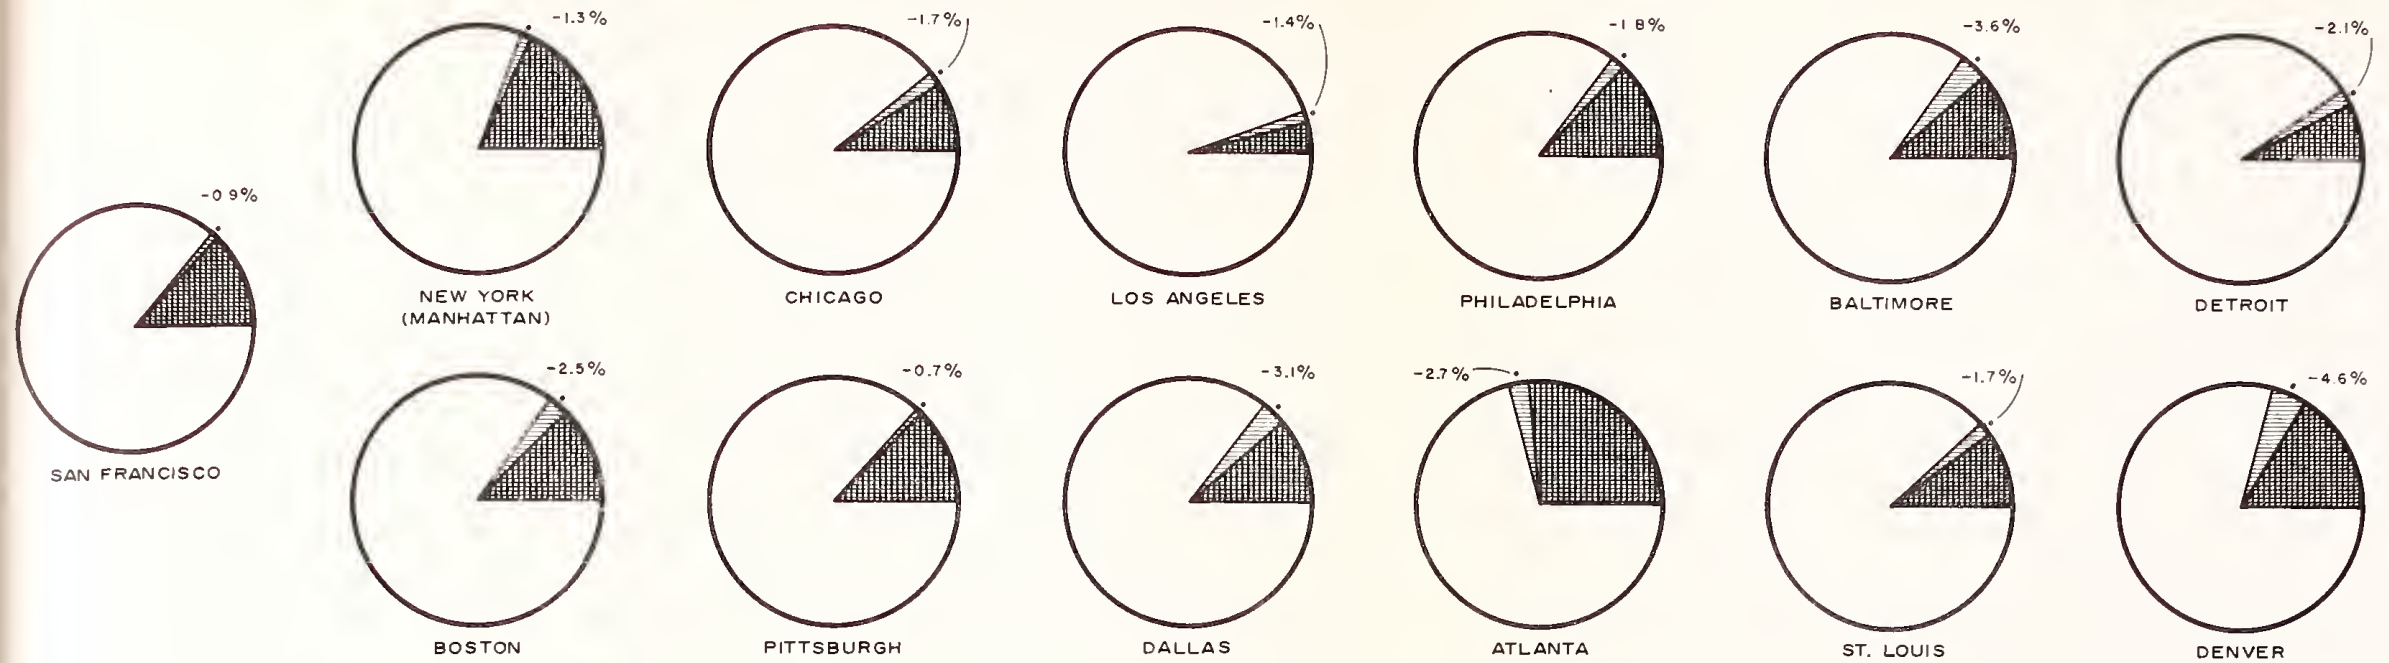 -0 9%
SAN FRANCISCO
-1.3%
NEW YORK
(MANHATTAN)
-1.7%
CHICAGO
-1.4%
LOS ANGELES
-1 8%
PHILADELPHIA
-3.6%
BALTIMORE
-2.1%
DETROIT
-2.5%
BOSTON
-0.7%
PITTSBURGH
-3.1%
DALLAS
-2.7%
ATLANTA
-1.7%
ST. LOUIS
-4.6%
DENVER